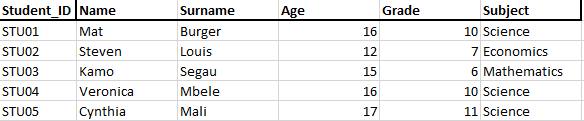 Student_ID Name Surname Age Grade Subject
STU01 Mat Burger 16 10 Science
STU02 Steven Louis 12 7 Economics
STU03 Kamo Segau 15 6 Mathematics
STU04 Veronica Mbele 16 10 Science
STU05 Cynthia Mali 17 11 Science